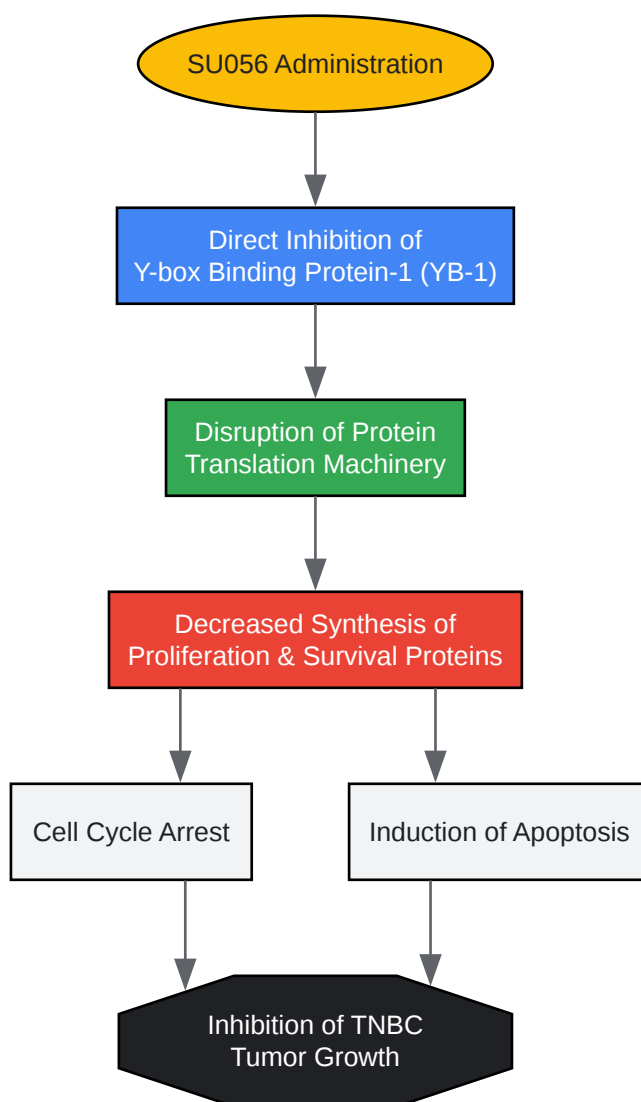 SU056 Administration
Direct Inhibition of
Y-box Binding Protein-1 (YB-1)
Disruption of Protein
Translation Machinery
Decreased Synthesis of
Proliferation & Survival Proteins
Cell Cycle Arrest
Induction of Apoptosis
Inhibition of TNBC
Tumor Growth